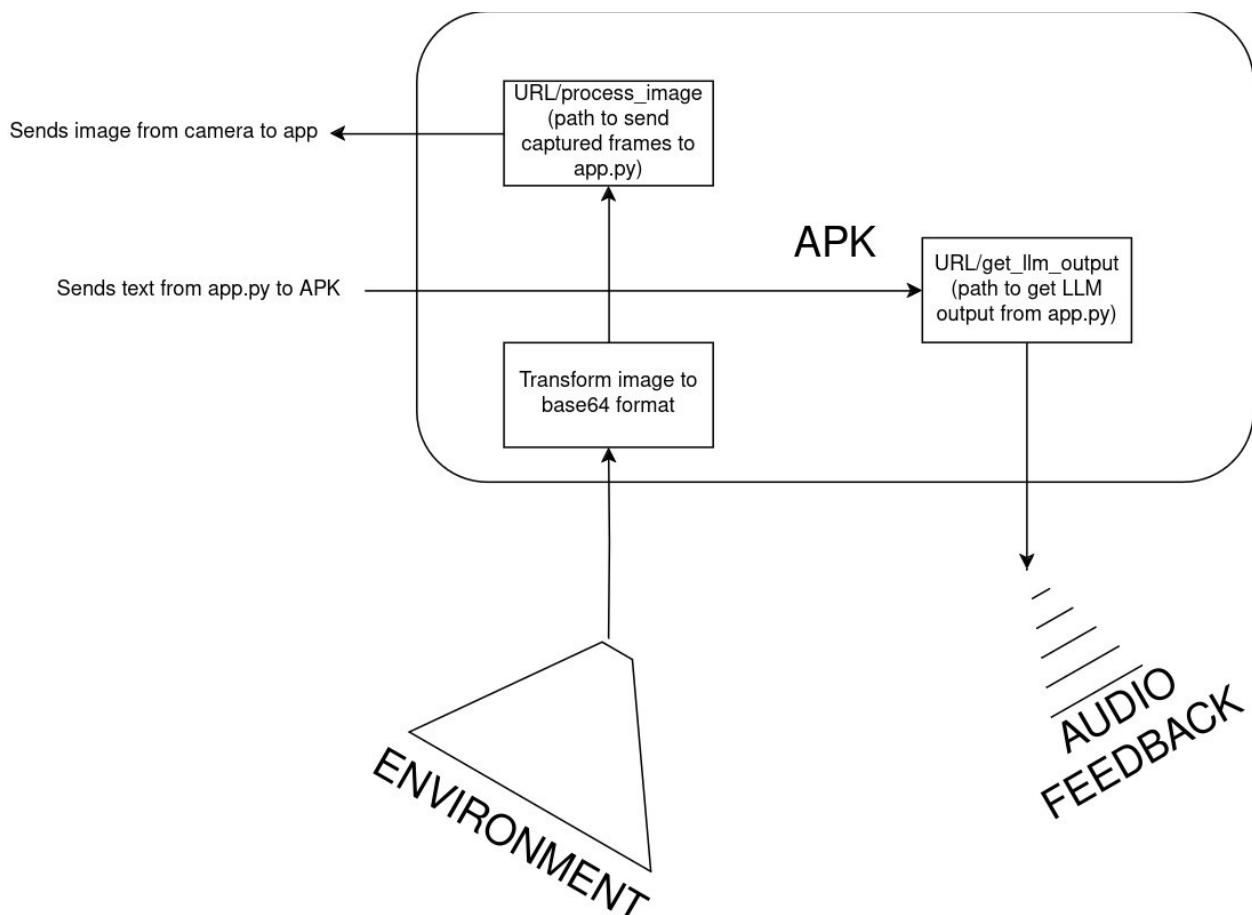 URL/process_image
(path to send
captured frames to
app.py)
Sends image from camera to app
APK
URL/get_llm_output
(path to get LLM
output from app.py)
Sends text from app.py to APK
Transform image to
base64 format
ENVIRONMENT
AUDIO
FEEDBACK